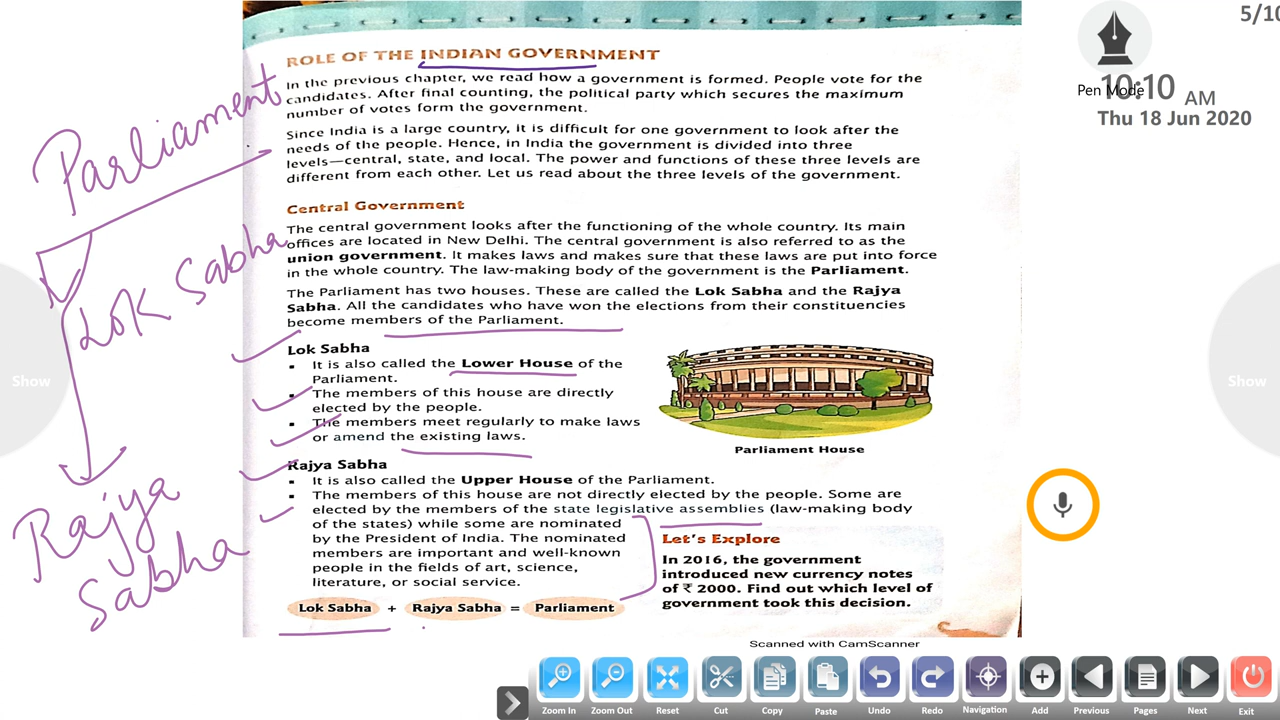 5/10
Pen Mode
10:10 AM
Thu 18 Jun 2020
Parliament
Lok Sabha
Rajya
Sabha
ROLE OF THE INDIAN GOVERNMENT
In the previous chapter, we read how a government is formed. People vote for the
candidates. After final counting, the political party which secures the maximum
number of votes form the government.
Since India is a large country, it is difficult for one government to look after the
needs of the people. Hence, in India the government is divided into three
levels—central, state, and local. The power and functions of these three levels are
different from each other. Let us read about the three levels of the government.
Central Government
The central government looks after the functioning of the whole country. Its main
offices are located in New Delhi. The central government is also referred to as the
union government. It makes laws and makes sure that these laws are put into force
in the whole country. The law-making body of the government is the Parliament.
The Parliament has two houses. These are called the Lok Sabha and the Rajya
Sabha. All the candidates who have won the elections from their constituencies
become members of the Parliament.
Lok Sabha
▪ It is also called the Lower House of the
Parliament.
▪ The members of this house are directly
elected by the people.
▪ The members meet regularly to make laws
or amend the existing laws.
Parliament House
Rajya Sabha
▪ It is also called the Upper House of the Parliament.
▪ The members of this house are not directly elected by the people. Some are
elected by the members of the state legislative assemblies (law-making body
of the states) while some are nominated
by the President of India. The nominated
members are important and well-known
people in the fields of art, science,
literature, or social service.
Lok Sabha + Rajya Sabha = Parliament
Let's Explore
In 2016, the government
introduced new currency notes
of ₹ 2000. Find out which level of
government took this decision.
Scanned with CamScanner
Show
Show
Zoom In
Zoom Out
Reset
Cut
Copy
Paste
Undo
Redo
Navigation
Add
Previous
Pages
Next
Exit